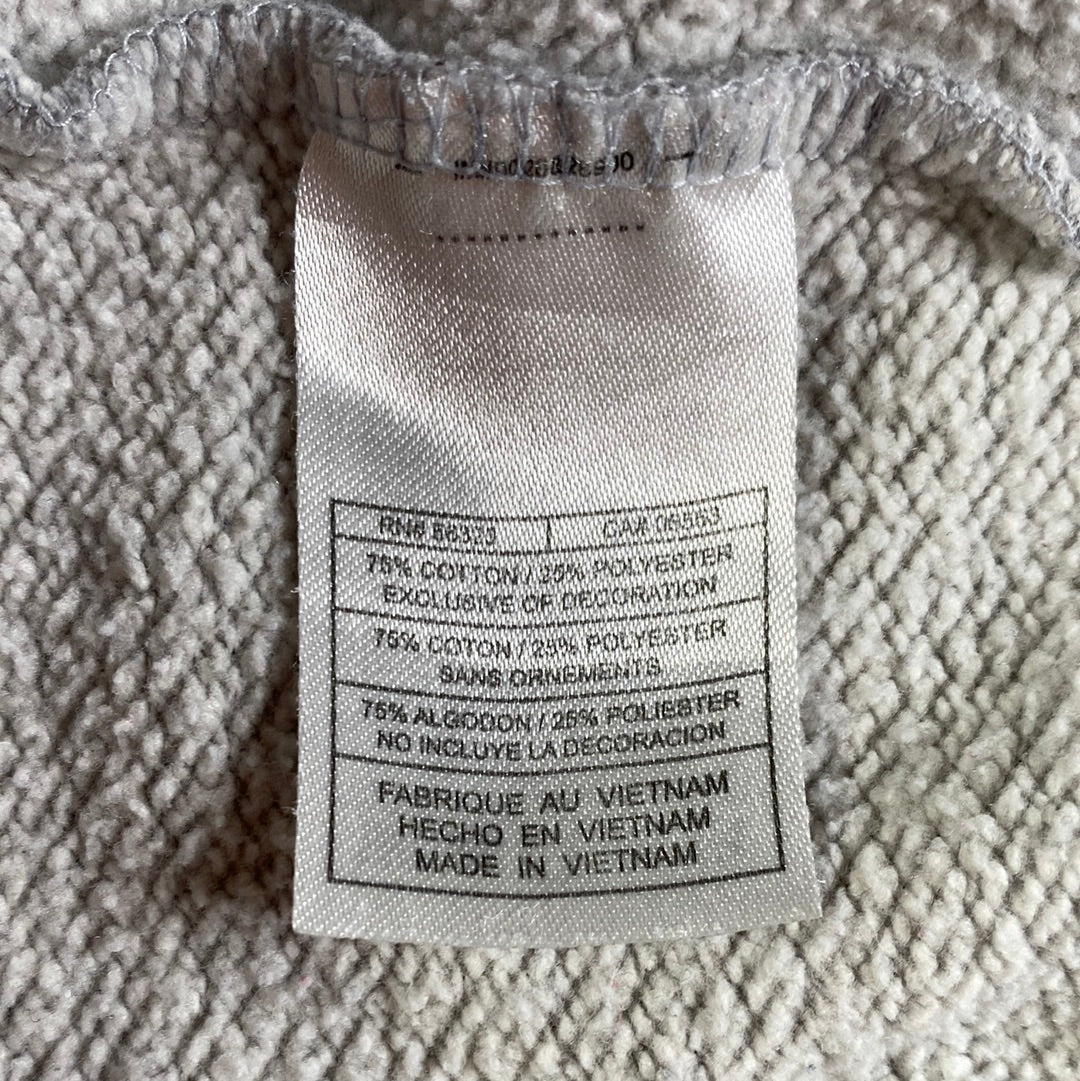 RN# 56323 CA# 05553
75% COTTON / 25% POLYESTER
EXCLUSIVE OF DECORATION
75% COTON / 25% POLYESTER
SANS ORNEMENTS
75% ALGODON / 25% POLIESTER
NO INCLUYE LA DECORACION
FABRIQUE AU VIETNAM
HECHO EN VIETNAM
MADE IN VIETNAM